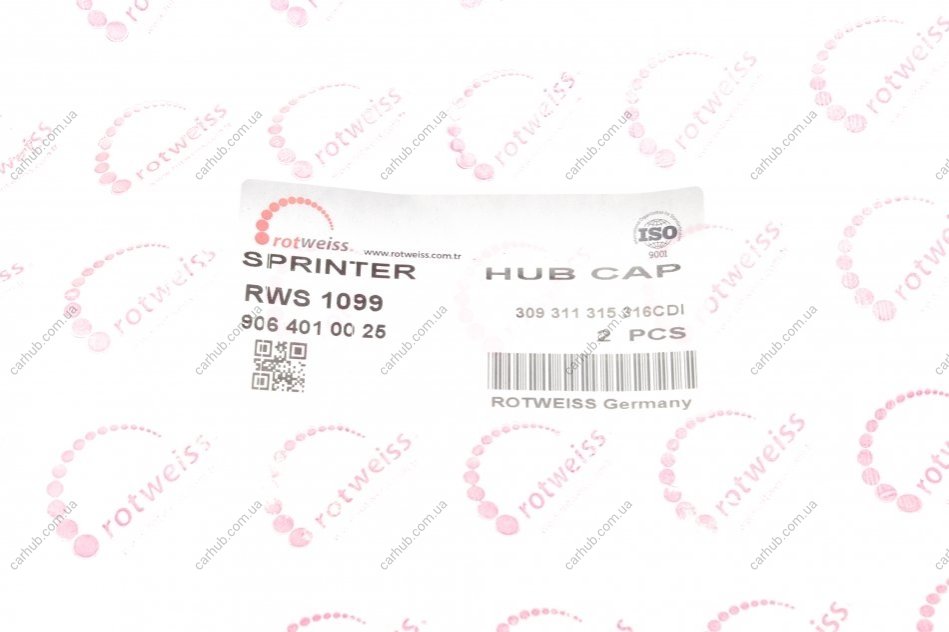 rotweiss
www.rotweiss.com.tr
ISO
9001
SPRINTER
HUB CAP
RWS 1099
309 311 315 316CDI
906 401 00 25
2 PCS
ROTWEISS Germany
rotweiss
carhub.com.ua